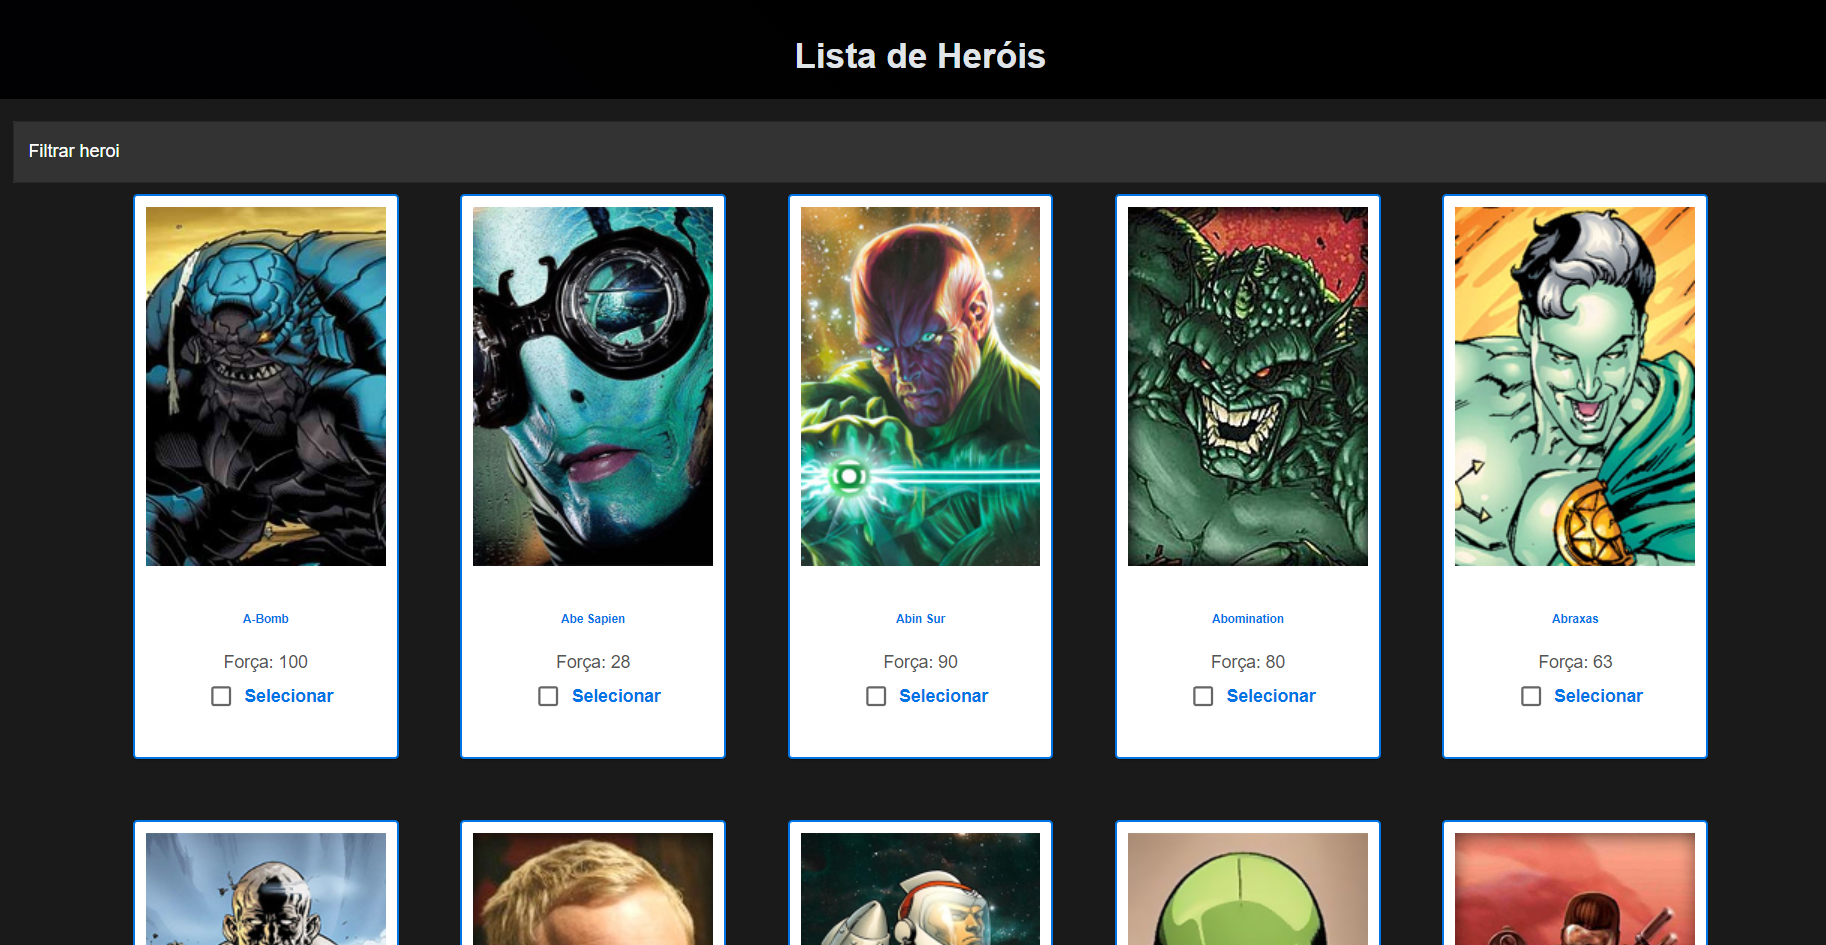 Lista de Heróis
Filtrar heroi
A-Bomb
Força: 100
Selecionar
Abe Sapien
Força: 28
Selecionar
Abin Sur
Força: 90
Selecionar
Abomination
Força: 80
Selecionar
Abraxas
Força: 63
Selecionar